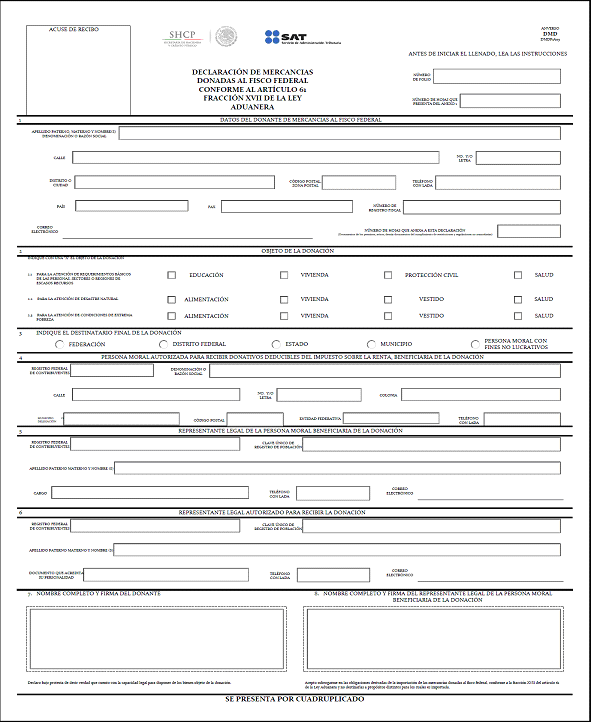 ACUSE DE RECIBO
SHCP
SECRETARÍA DE HACIENDA
Y CRÉDITO PÚBLICO
SAT
Servicio de Administración Tributaria
ANVERSO
DMD
ANTES DE INICIAR EL LLENADO, LEA LAS INSTRUCCIONES
DECLARACIÓN DE MERCANCIAS
DONADAS AL FISCO FEDERAL
CONFORME AL ARTÍCULO 61
FRACCIÓN XVII DE LA LEY
ADUANERA
NÚMERO
DE FOLIO
NÚMERO DE HOJAS QUE
PRESENTA DEL ANEXO 1
1 DATOS DEL DONANTE DE MERCANCIAS AL FISCO FEDERAL
APELLIDO PATERNO, MATERNO Y NOMBRE(S)
DENOMINACIÓN O RAZÓN SOCIAL
CALLE
NO. Y/O
LETRA
DISTRITO O
CIUDAD
CÓDIGO POSTAL
ZONA POSTAL
TELÉFONO
CON LADA
PAÍS
FAX
NÚMERO DE
REGISTRO FISCAL
CORREO
ELECTRÓNICO
NÚMERO DE HOJAS QUE ANEXA A ESTA DECLARACIÓN
2 OBJETO DE LA DONACIÓN
INDIQUE CON UNA "X" EL OBJETO DE LA DONACIÓN
2.1 PARA LA ATENCIÓN DE REQUERIMIENTOS BÁSICOS
DE LAS PERSONAS, SECTORES O REGIONES DE
ESCASOS RECURSOS
EDUCACIÓN VIVIENDA PROTECCIÓN CIVIL SALUD
2.2 PARA LA ATENCIÓN DE DESASTRE NATURAL
ALIMENTACIÓN VIVIENDA VESTIDO SALUD
2.3 PARA LA ATENCIÓN DE CONDICIONES DE EXTREMA
POBREZA
ALIMENTACIÓN VIVIENDA VESTIDO SALUD
3 INDIQUE EL DESTINATARIO FINAL DE LA DONACIÓN
FEDERACIÓN DISTRITO FEDERAL ESTADO MUNICIPIO PERSONA MORAL CON
FINES NO LUCRATIVOS
4 PERSONA MORAL AUTORIZADA PARA RECIBIR DONATIVOS DEDUCIBLES DEL IMPUESTO SOBRE LA RENTA, BENEFICIARIA DE LA DONACIÓN
REGISTRO FEDERAL
DE CONTRIBUYENTES
DENOMINACIÓN O
RAZÓN SOCIAL
CALLE
NO. Y/O
LETRA
COLONIA
CÓDIGO POSTAL
ENTIDAD FEDERATIVA
TELÉFONO
CON LADA
5 REPRESENTANTE LEGAL DE LA PERSONA MORAL BENEFICIARIA DE LA DONACIÓN
REGISTRO FEDERAL
DE CONTRIBUYENTES
CLAVE ÚNICO DE
REGISTRO DE POBLACIÓN
APELLIDO PATERNO MATERNO Y NOMBRE (S)
CARGO
TELÉFONO
CON LADA
CORREO
ELECTRÓNICO
6 REPRESENTANTE LEGAL AUTORIZADO PARA RECIBIR LA DONACIÓN
REGISTRO FEDERAL
DE CONTRIBUYENTES
CLAVE ÚNICO DE
REGISTRO DE POBLACIÓN
APELLIDO PATERNO MATERNO Y NOMBRE (S)
DOCUMENTO QUE ACREDITA
SU PERSONALIDAD
TELÉFONO
CON LADA
CORREO
ELECTRÓNICO
7. NOMBRE COMPLETO Y FIRMA DEL DONANTE
8. NOMBRE COMPLETO Y FIRMA DEL REPRESENTANTE LEGAL DE LA PERSONA MORAL
BENEFICIARIA DE LA DONACIÓN
Declaro bajo protesta de decir verdad que cuento con la capacidad legal para disponer de los bienes objeto de la donación.
Acepto subrogarme en las obligaciones derivadas de la importación de las mercancías donadas al fisco federal, conforme a la fracción XVII del artículo 61
de la Ley Aduanera y no destinarlas a propósitos distintos para los cuales es importada.
SE PRESENTA POR CUADRUPLICADO